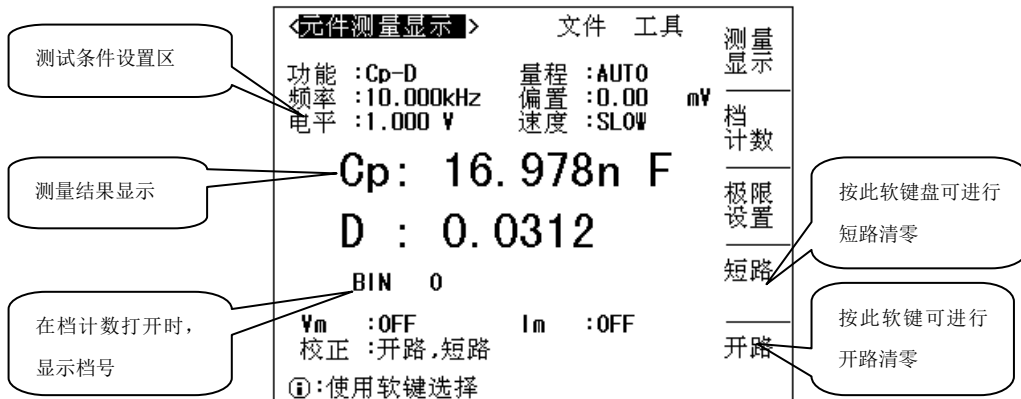 <元件测量显示 > 文件 工具
测量
显示
功能 :Cp-D 量程 :AUTO
频率 :10.000kHz 偏置 :0.00 mV
电平 :1.000 V 速度 :SLOW
档
计数
Cp: 16.978n F
极限
设置
D : 0.0312
短路
BIN 0
Vm :OFF Im :OFF
校正 :开路,短路
开路
ⓘ:使用软键选择
测试条件设置区
测量结果显示
在档计数打开时，
显示档号
按此软键盘可进行
短路清零
按此软键可进行
开路清零